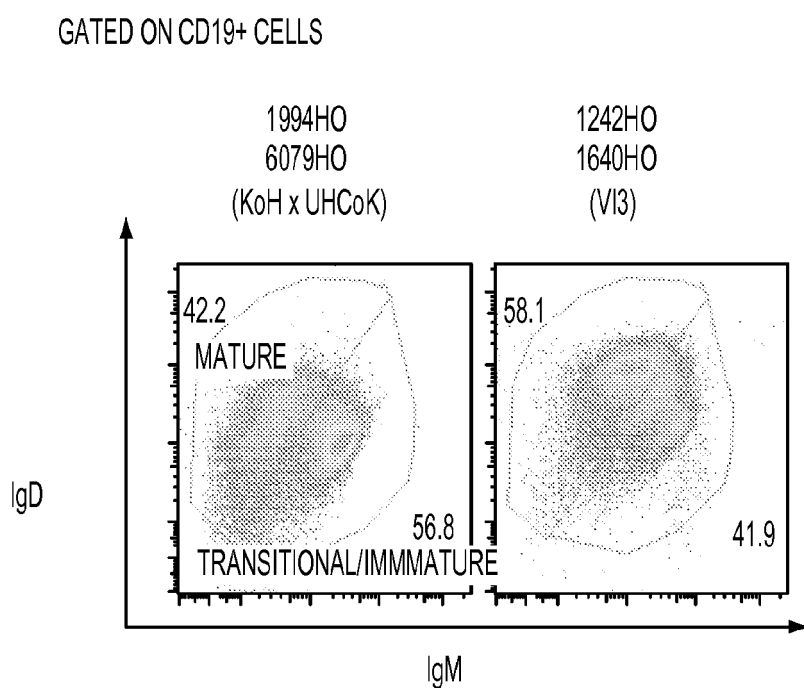 GATED ON CD19+ CELLS
1994HO
6079HO
(KoH x UHCoK)
1242HO
1640HO
(VI3)
42.2
MATURE
56.8
TRANSITIONAL/IMMMATURE
58.1
41.9
IgD
IgM